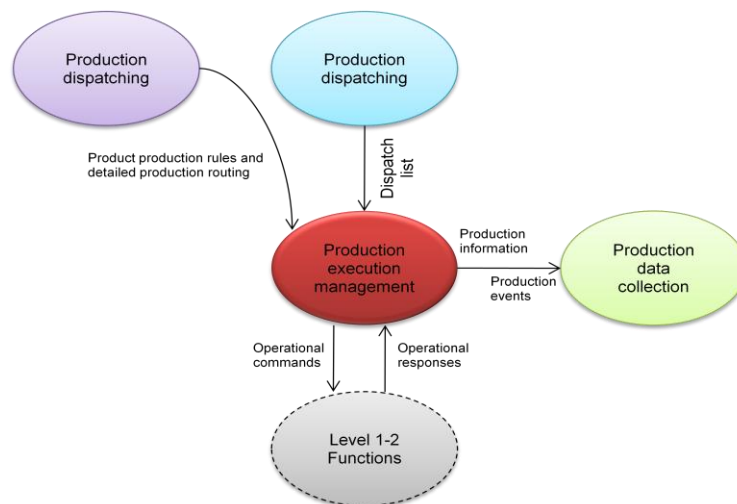 Production
dispatching
Production
dispatching
Product production rules and
detailed production routing
Dispatch
list
Production
execution
management
Production
information
Production
events
Production
data
collection
Operational
commands
Operational
responses
Level 1-2
Functions